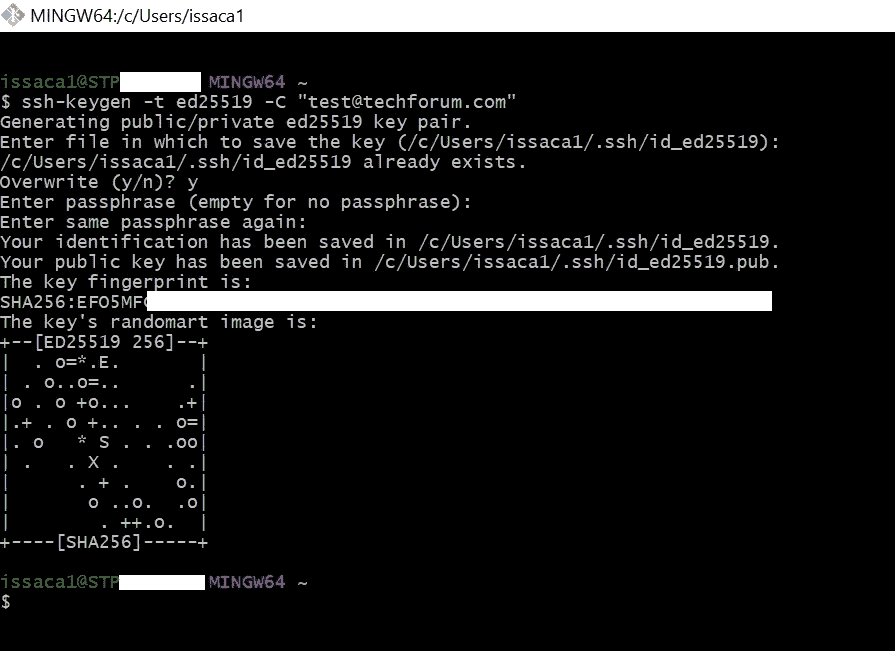 MINGW64:/c/Users/issaca1
issaca1@STP MINGW64 ~
$ ssh-keygen -t ed25519 -C "test@techforum.com"
Generating public/private ed25519 key pair.
Enter file in which to save the key (/c/Users/issaca1/.ssh/id_ed25519):
/c/Users/issaca1/.ssh/id_ed25519 already exists.
Overwrite (y/n)? y
Enter passphrase (empty for no passphrase):
Enter same passphrase again:
Your identification has been saved in /c/Users/issaca1/.ssh/id_ed25519.
Your public key has been saved in /c/Users/issaca1/.ssh/id_ed25519.pub.
The key fingerprint is:
SHA256:EFO5MF
The key's randomart image is:
+--[ED25519 256]--+
|  . o=*.E.       |
| . o..o=..      .|
|o . o +o...    .+|
|.+ . o +.. . . o=|
|. o   * S . . .oo|
| .   . X .    . .|
|      . + .    o.|
|       o ..o.  .o|
|        . ++.o.  |
+----[SHA256]-----+
issaca1@STP MINGW64 ~
$